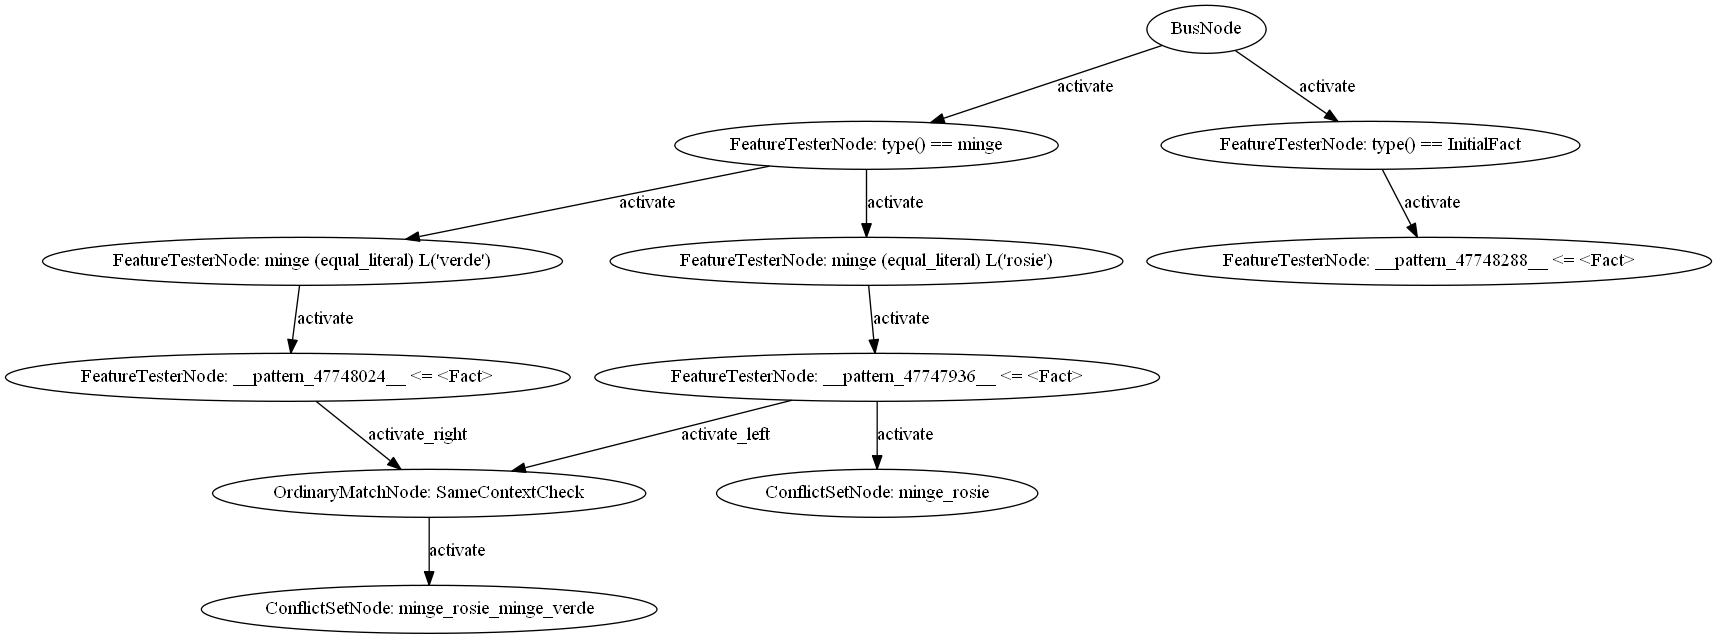 BusNode
activate
activate
FeatureTesterNode: type() == minge
FeatureTesterNode: type() == InitialFact
activate
activate
activate
FeatureTesterNode: minge (equal_literal) L('verde')
FeatureTesterNode: minge (equal_literal) L('rosie')
FeatureTesterNode: __pattern_47748288__ <= <Fact>
activate
activate
FeatureTesterNode: __pattern_47748024__ <= <Fact>
FeatureTesterNode: __pattern_47747936__ <= <Fact>
activate_right
activate_left
activate
OrdinaryMatchNode: SameContextCheck
ConflictSetNode: minge_rosie
activate
ConflictSetNode: minge_rosie_minge_verde